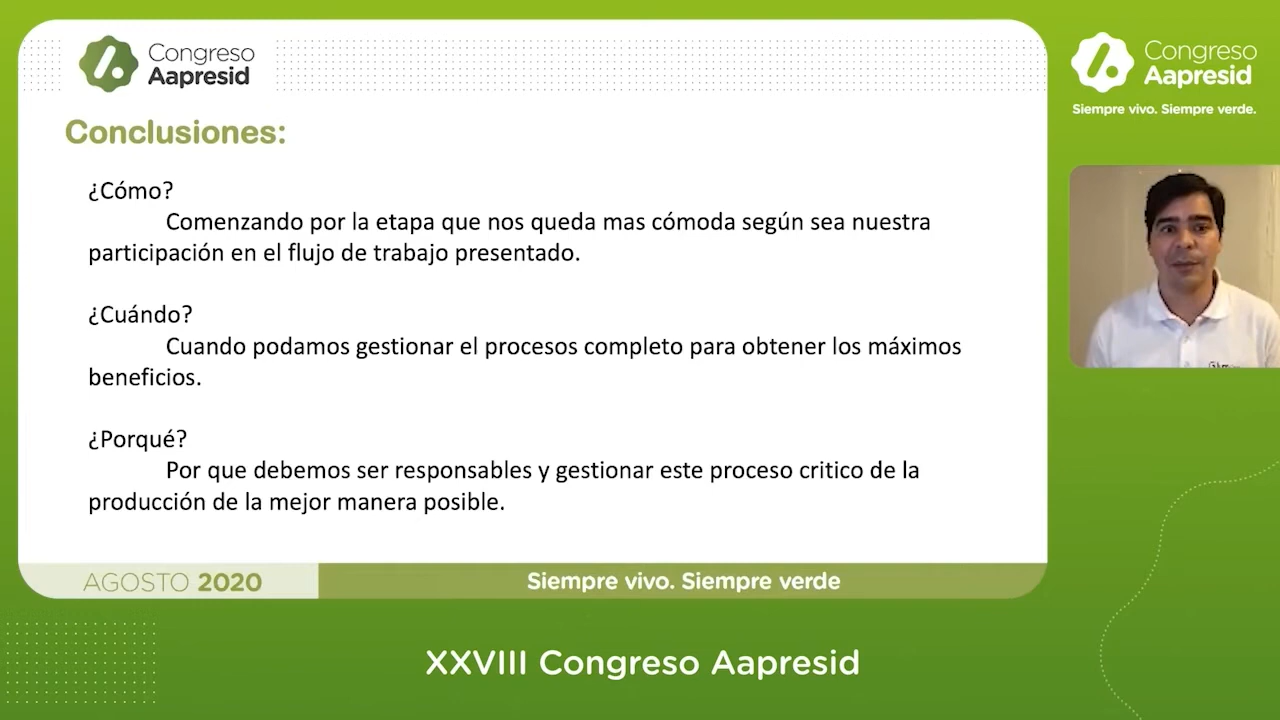 Congreso
Aapresid
Congreso
Aapresid
Siempre vivo. Siempre verde.
Conclusiones:
¿Cómo?
Comenzando por la etapa que nos queda mas cómoda según sea nuestra
participación en el flujo de trabajo presentado.
¿Cuándo?
Cuando podamos gestionar el procesos completo para obtener los máximos
beneficios.
¿Porqué?
Por que debemos ser responsables y gestionar este proceso critico de la
producción de la mejor manera posible.
AGOSTO 2020
Siempre vivo. Siempre verde
XXVIII Congreso Aapresid